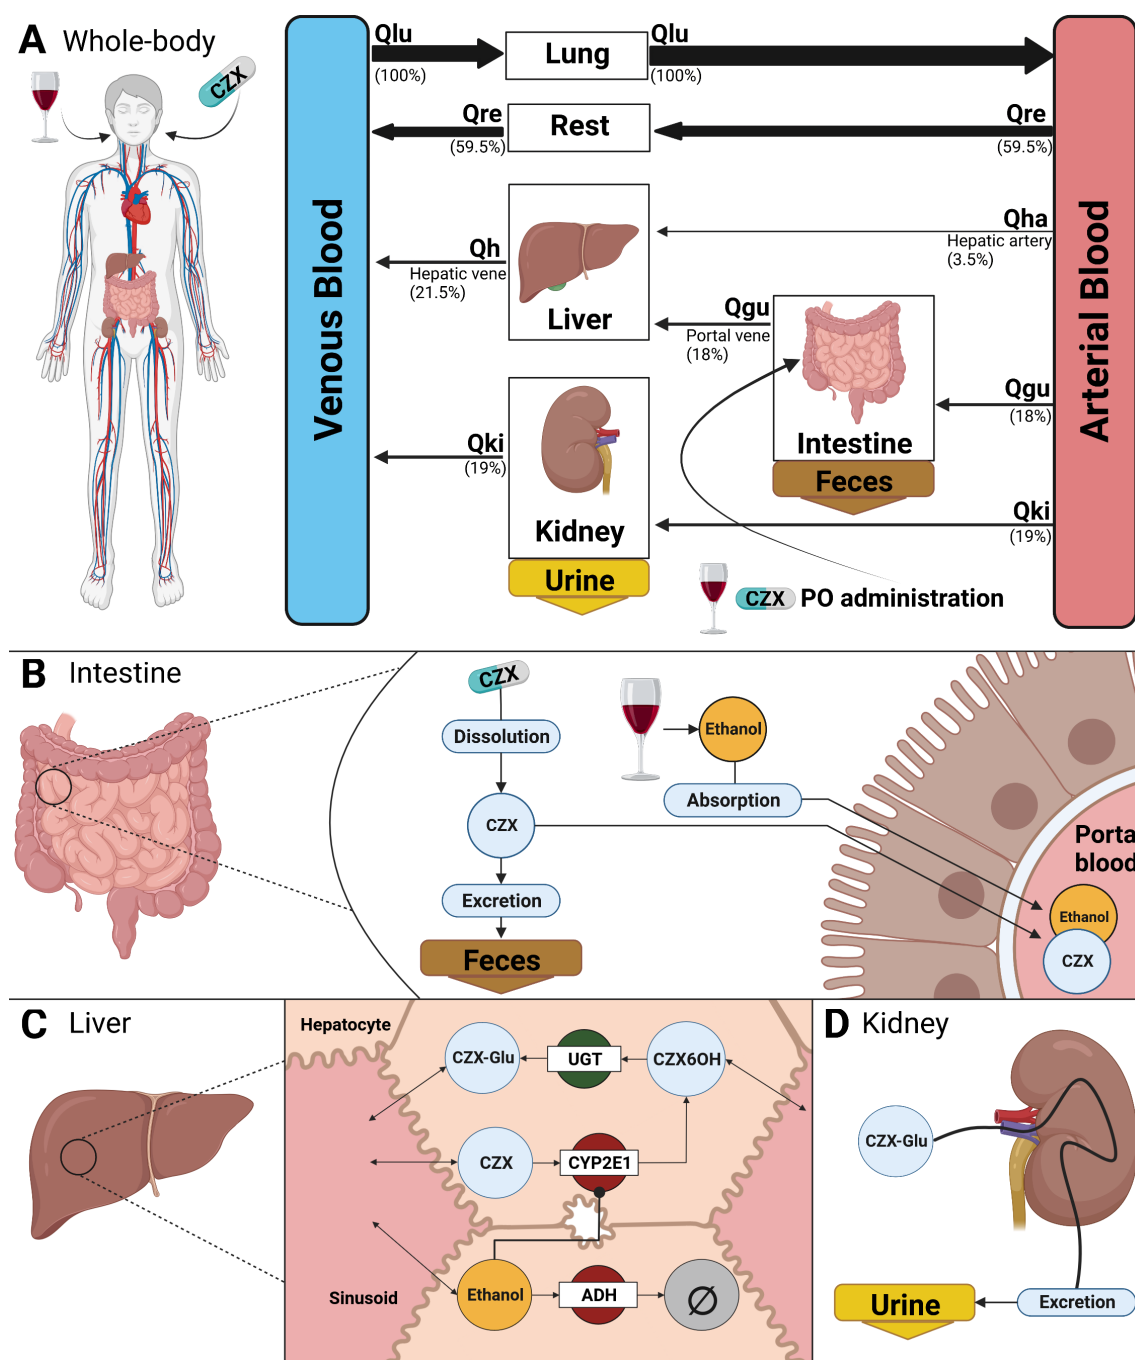 A Whole-body
CZX
Venous Blood
Arterial Blood
Qlu
(100%)
Lung
Qlu
(100%)
Qre
(59.5%)
Rest
Qre
(59.5%)
Qha
Hepatic artery
(3.5%)
Qh
Hepatic vene
(21.5%)
Liver
Qgu
Portal vene
(18%)
Qgu
(18%)
Intestine
Feces
Qki
(19%)
Kidney
Urine
Qki
(19%)
CZX PO administration
B Intestine
CZX
Dissolution
Ethanol
Absorption
CZX
Excretion
Feces
Porta
blood
Ethanol
CZX
C Liver
Hepatocyte
CZX-Glu
UGT
CZX6OH
CZX
CYP2E1
Sinusoid
Ethanol
ADH
∅
D Kidney
CZX-Glu
Excretion
Urine